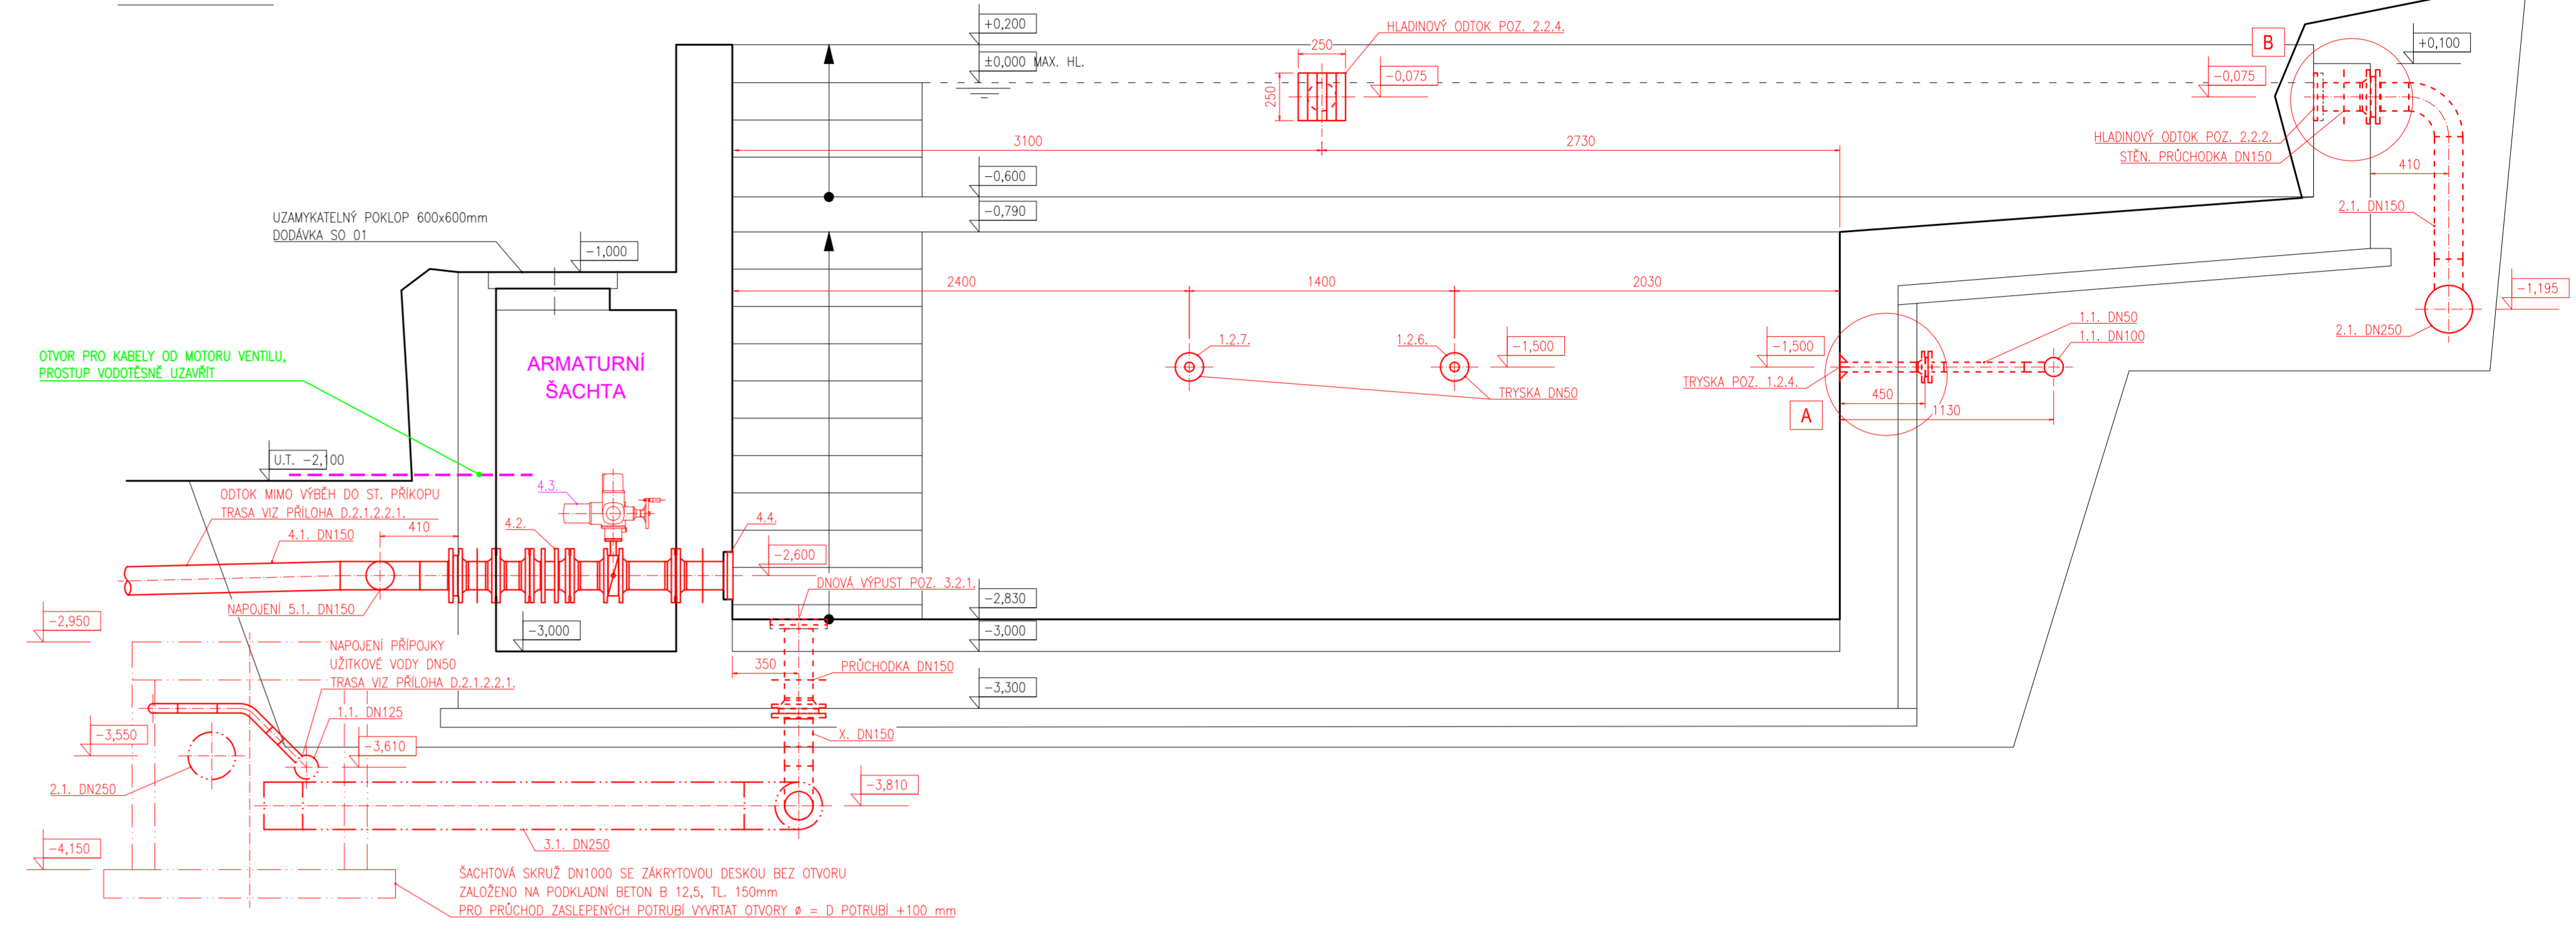 +0,200
HLADINOVÝ ODTOK POZ. 2.2.4.
B
+0,100
250
±0,000 MAX. HL.
-0,075
-0,075
250
HLADINOVÝ ODTOK POZ. 2.2.2.
STĚN. PRŮCHODKA DN150
3100
2730
410
-0,600
-0,790
2.1. DN150
UZAMYKATELNÝ POKLOP 600x600mm
DODÁVKA SO 01
-1,000
2400
1400
2030
-1,195
2.1. DN250
1.1. DN50
1.1. DN100
1.2.7.
1.2.6.
-1,500
-1,500
OTVOR PRO KABELY OD MOTORU VENTILU,
PROSTUP VODOTĚSNĚ UZAVŘÍT
ARMATURNÍ
ŠACHTA
TRYSKA DN50
TRYSKA POZ. 1.2.4.
450
1130
A
U.T. -2,100
4.3.
ODTOK MIMO VÝBĚH DO ST. PŘÍKOPU
TRASA VIZ PŘÍLOHA D.2.1.2.2.1.
410
4.2.
4.4.
4.1. DN150
-2,600
DNOVÁ VÝPUST POZ. 3.2.1.
NAPOJENÍ 5.1. DN150
-2,830
-2,950
-3,000
-3,000
NAPOJENÍ PŘÍPOJKY
UŽITKOVÉ VODY DN50
TRASA VIZ PŘÍLOHA D.2.1.2.2.1.
350
PRŮCHODKA DN150
-3,300
1.1. DN125
-3,550
-3,610
X. DN150
2.1. DN250
-3,810
-4,150
3.1. DN250
ŠACHTOVÁ SKRUŽ DN1000 SE ZÁKRYTOVOU DESKOU BEZ OTVORU
ZALOŽENO NA PODKLADNÍ BETON B 12,5, TL. 150mm
PRO PRŮCHOD ZASLEPENÝCH POTRUBÍ VYVRTAT OTVORY ø = D POTRUBÍ +100 mm